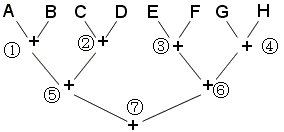 A B C D E F G H
① + ② + ③ + + ④
⑤ + + ⑥
⑦
+